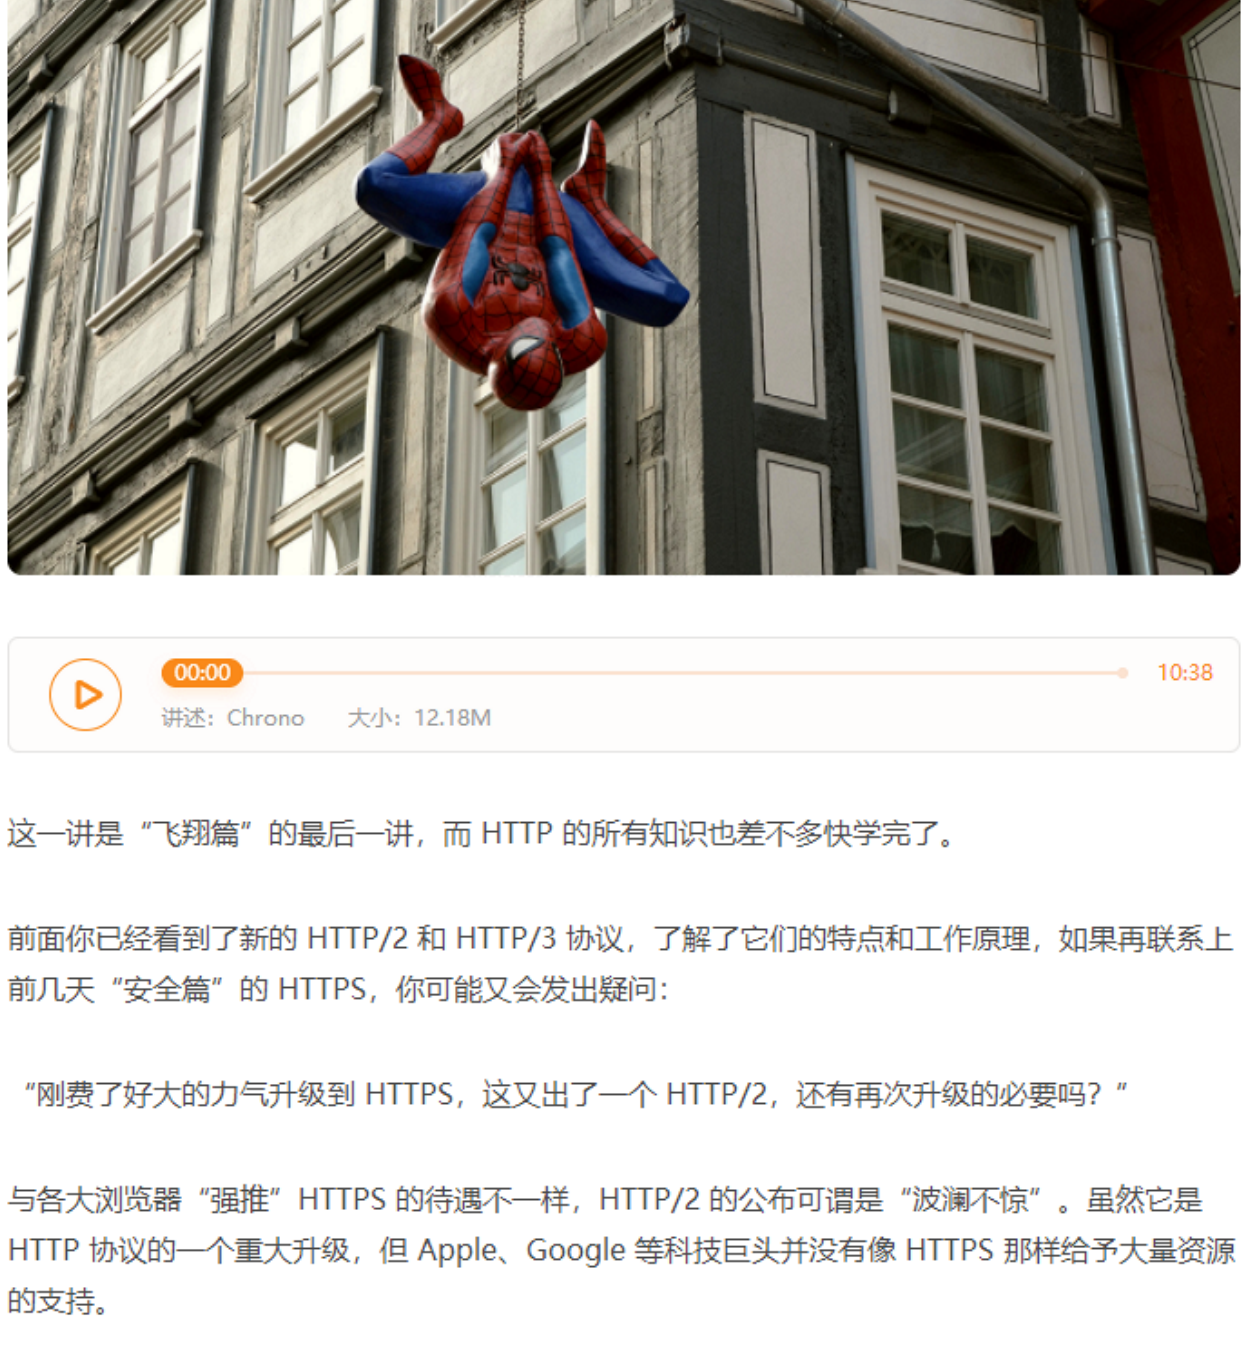 00:00
10:38
讲述：Chrono 大小：12.18M
这一讲是“飞翔篇”的最后一讲，而 HTTP 的所有知识也差不多快学完了。
前面你已经看到了新的 HTTP/2 和 HTTP/3 协议，了解了它们的特点和工作原理，如果再联系上
前几天“安全篇”的 HTTPS，你可能又会发出疑问：
“刚费了好大的力气升级到 HTTPS，这又出了一个 HTTP/2，还有再次升级的必要吗？”
与各大浏览器“强推”HTTPS 的待遇不一样，HTTP/2 的公布可谓是“波澜不惊”。虽然它是
HTTP 协议的一个重大升级，但 Apple、Google 等科技巨头并没有像 HTTPS 那样给予大量资源
的支持。